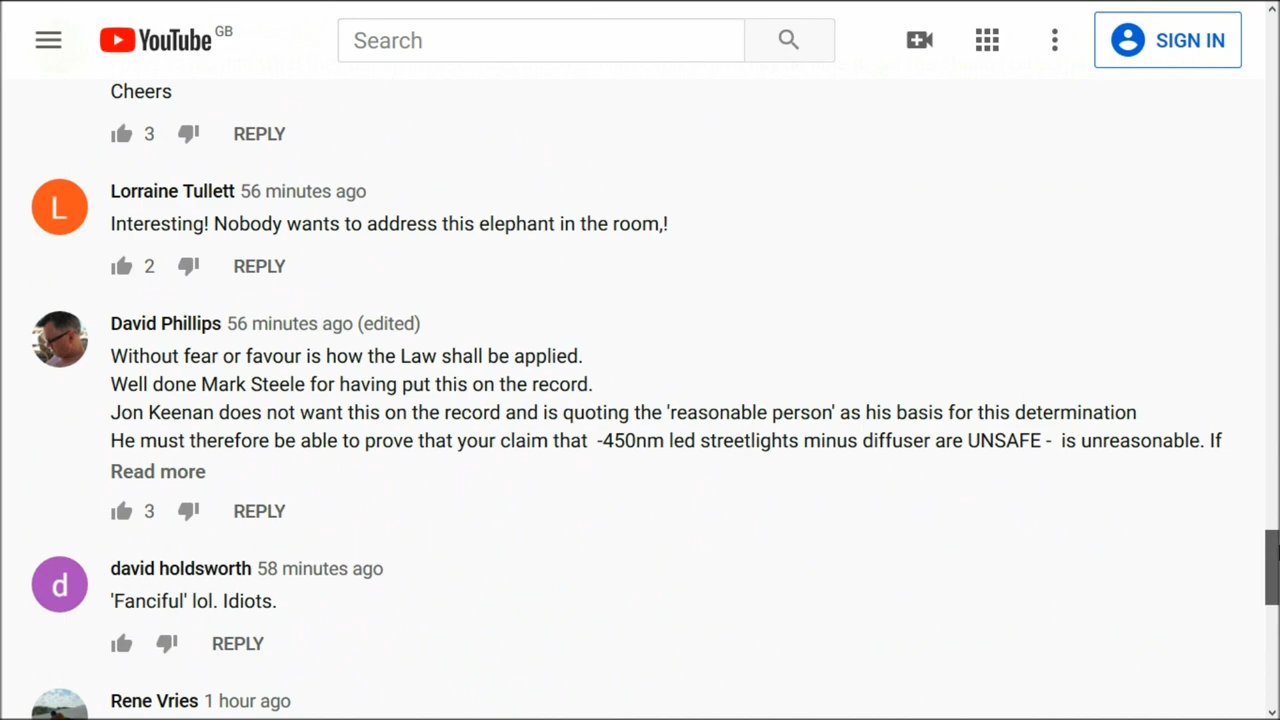 YouTube GB
Search
SIGN IN
Cheers
3 REPLY
L
Lorraine Tullett 56 minutes ago
Interesting! Nobody wants to address this elephant in the room,!
2 REPLY
David Phillips 56 minutes ago (edited)
Without fear or favour is how the Law shall be applied.
Well done Mark Steele for having put this on the record.
Jon Keenan does not want this on the record and is quoting the 'reasonable person' as his basis for this determination
He must therefore be able to prove that your claim that -450nm led streetlights minus diffuser are UNSAFE - is unreasonable. If
Read more
3 REPLY
d
david holdsworth 58 minutes ago
'Fanciful' lol. Idiots.
REPLY
Rene Vries 1 hour ago